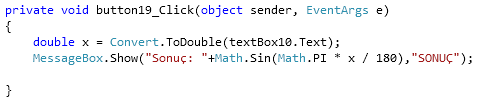 private void button19_Click(object sender, EventArgs e)
{
    double x = Convert.ToDouble(textBox10.Text);
    MessageBox.Show("Sonuç: "+Math.Sin(Math.PI * x / 180),"SONUÇ");
}